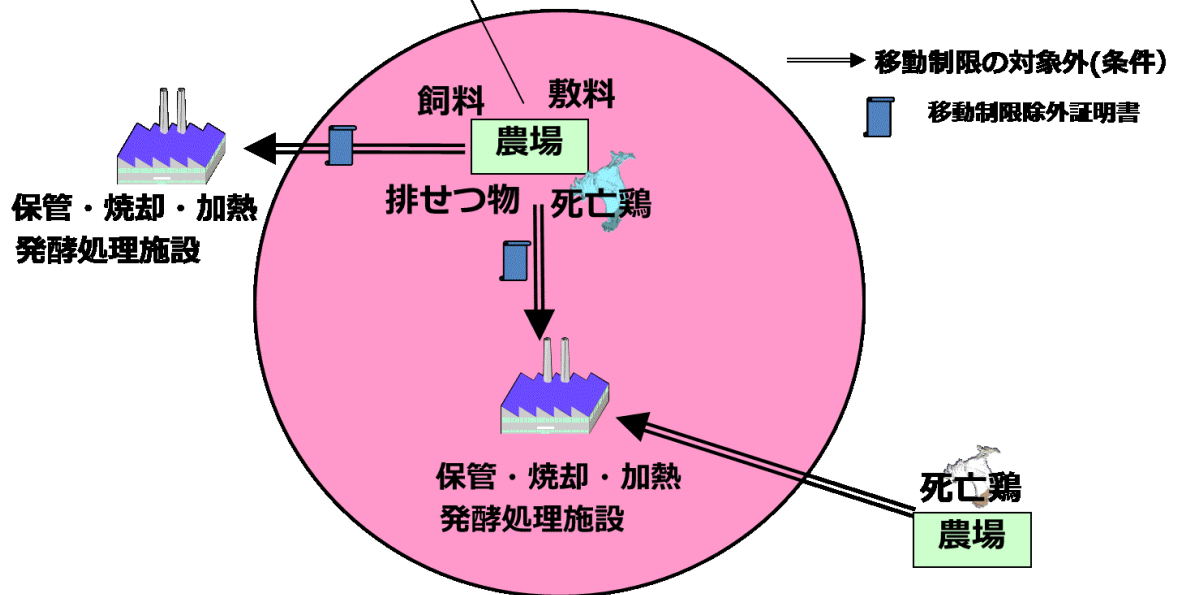 移動制限の対象外(条件)
移動制限除外証明書
飼料
敷料
農場
排せつ物
死亡鶏
保管・焼却・加熱
発酵処理施設
保管・焼却・加熱
発酵処理施設
死亡鶏
農場